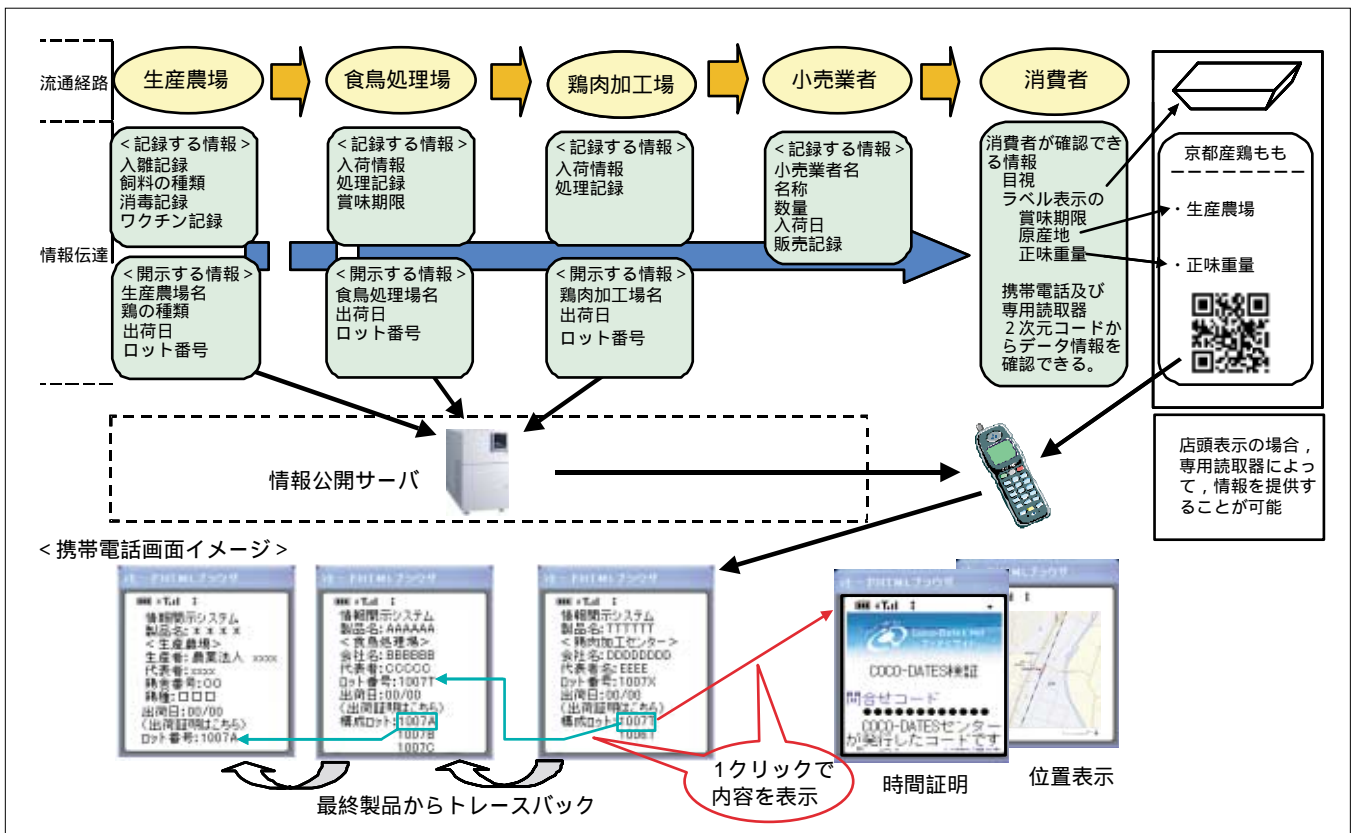 流通経路
生産農場
食鳥処理場
鶏肉加工場
小売業者
消費者
情報伝達
<記録する情報>
入雛記録
飼料の種類
消毒記録
ワクチン記録
<開示する情報>
生産農場名
鶏の種類
出荷日
ロット番号
<記録する情報>
入荷情報
処理記録
賞味期限
<開示する情報>
食鳥処理場名
出荷日
ロット番号
<記録する情報>
入荷情報
処理記録
<開示する情報>
鶏肉加工場名
出荷日
ロット番号
<記録する情報>
小売業者名
名称
数量
入荷日
販売記録
消費者が確認でき
る情報
目視
ラベル表示の
賞味期限
原産地
正味重量
携帯電話及び
専用読取器
２次元コードか
らデータ情報を
確認できる。
京都産鶏もも
・生産農場
・正味重量
店頭表示の場合，
専用読取器によっ
て，情報を提供す
ることが可能
情報公開サーバ
<携帯電話画面イメージ>
情報開示システム
製品名:ＸＸＸＸ
<生産農場>
生産者:農業法人 xxxx
代表者:xxxx
鶏舎番号:〇〇
鶏種:□□□
出荷日:00/00
(出荷証明はこちら)
ロット番号:1007A
情報開示システム
製品名:AAAAAA
<食鳥処理場>
会社名:BBBBBB
代表者:CCCCC
ロット番号:1007T
出荷日:00/00
(出荷証明はこちら)
構成ロット:1007A
1007B
1007C
情報開示システム
製品名:TTTTTT
<鶏肉加工センター>
会社名:DDDDDDDD
代表者名:EEEE
ロット番号:1007X
出荷日:00/00
(出荷証明はこちら)
構成ロット:1007T
COCO-DATES検証
問合せコード
●●●●●●●●●●●●
COCO-DATESセンター
が発行したコードです
1クリックで
内容を表示
時間証明
位置表示
最終製品からトレースバック